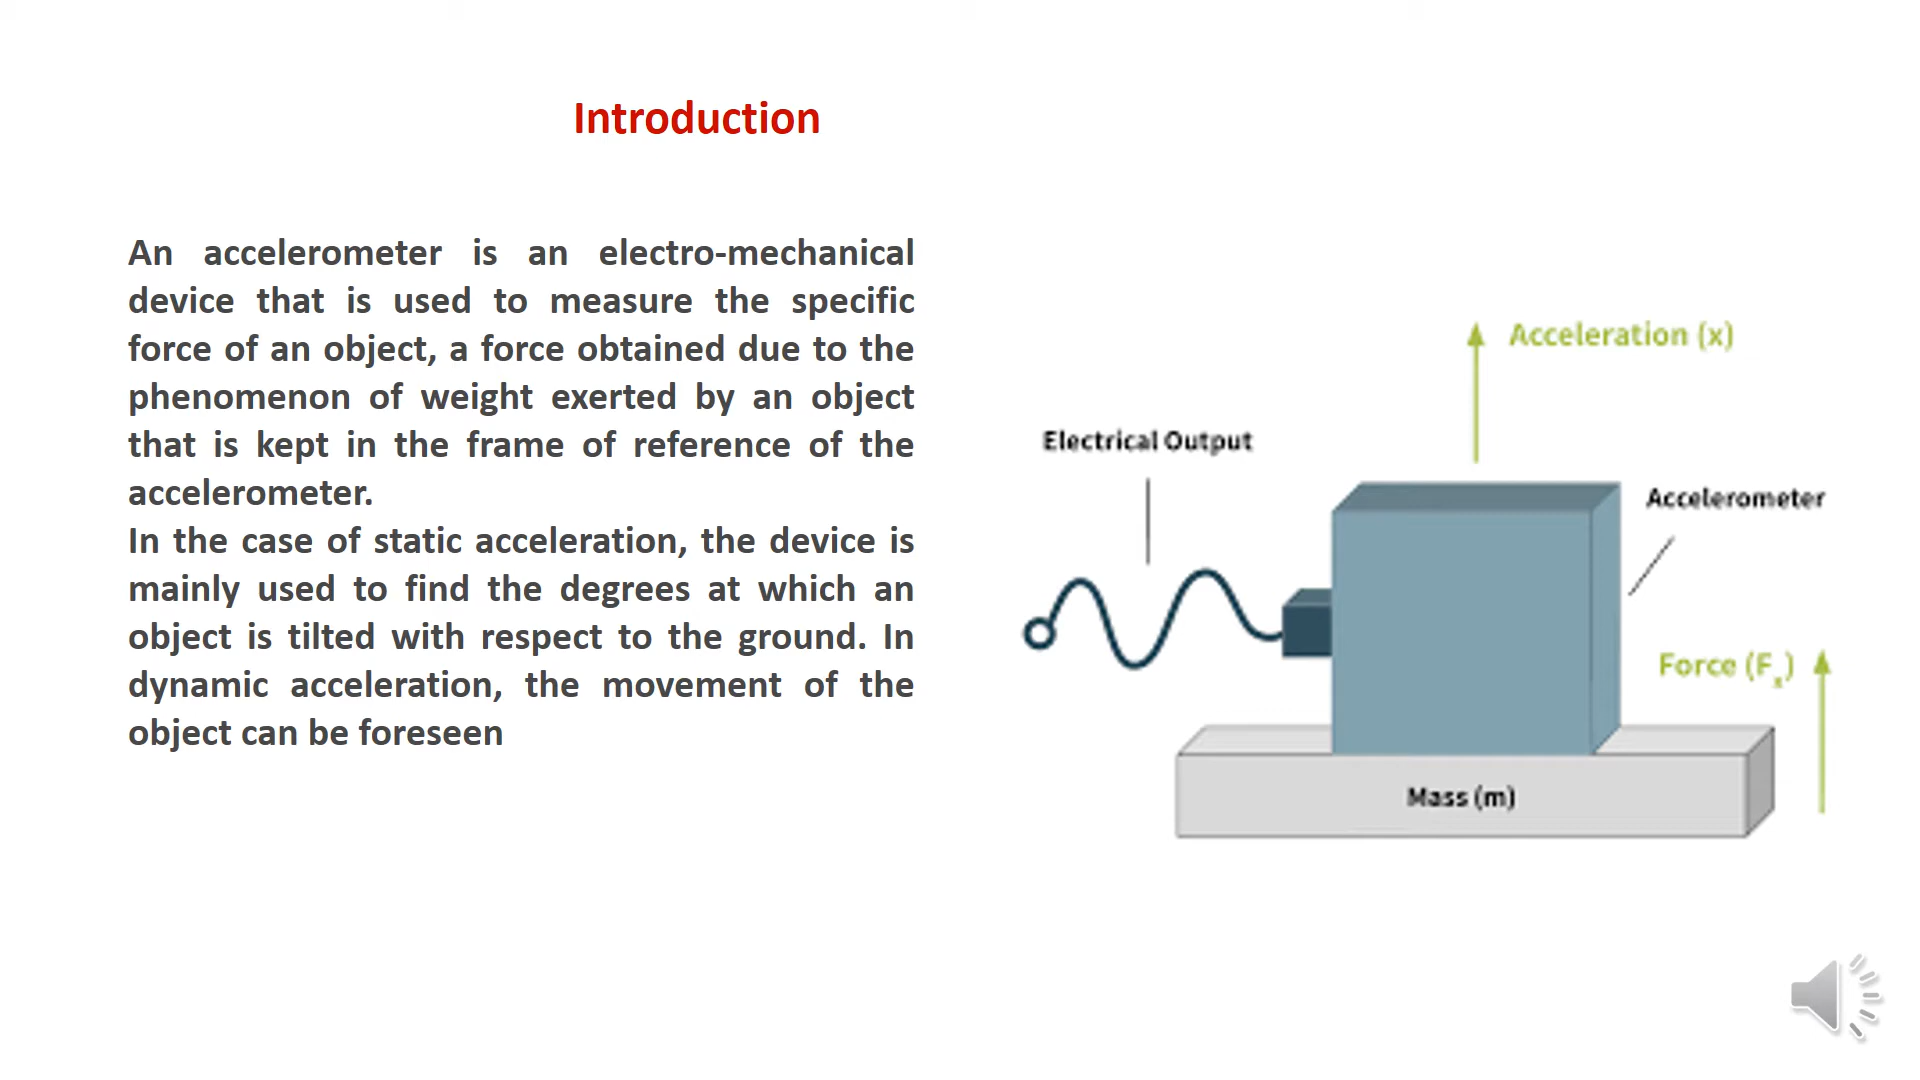 Introduction
An accelerometer is an electro-mechanical
device that is used to measure the specific
force of an object, a force obtained due to the
phenomenon of weight exerted by an object
that is kept in the frame of reference of the
accelerometer.
In the case of static acceleration, the device is
mainly used to find the degrees at which an
object is tilted with respect to the ground. In
dynamic acceleration, the movement of the
object can be foreseen
Acceleration (x)
Electrical Output
Accelerometer
Force (Fₓ)
Mass (m)